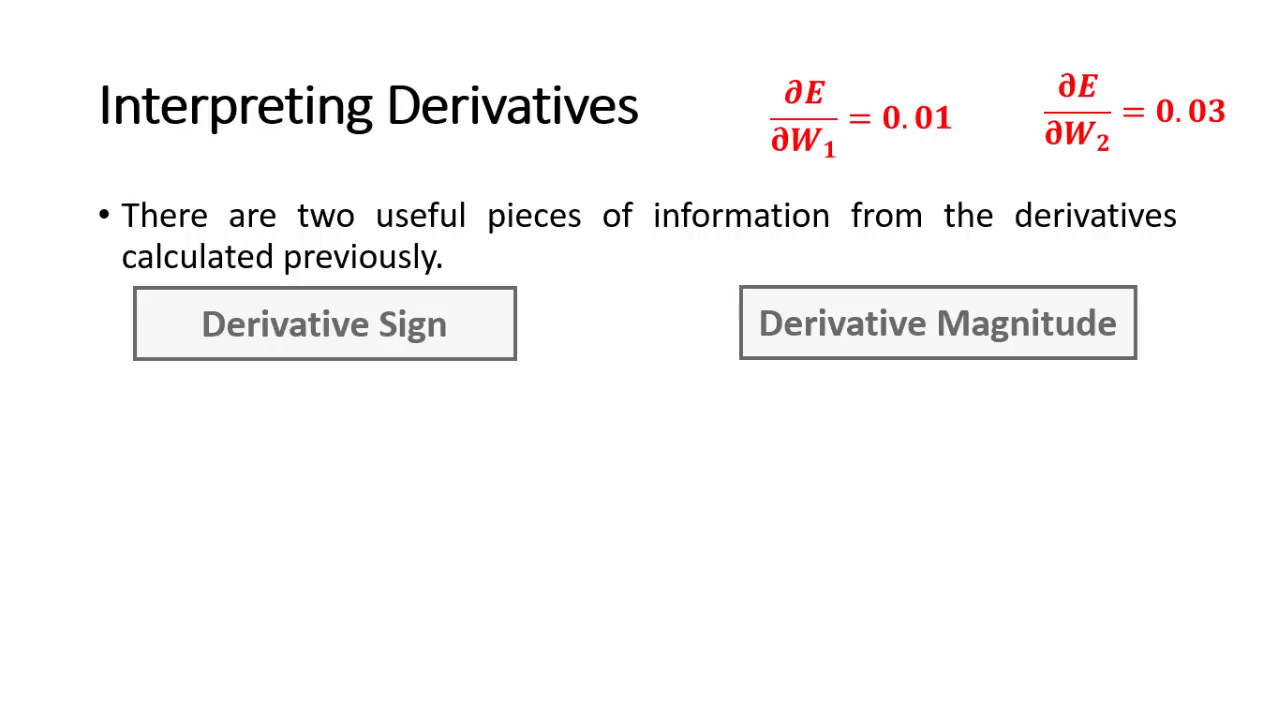 Interpreting Derivatives
∂E/∂W₁ = 0.01
∂E/∂W₂ = 0.03
• There are two useful pieces of information from the derivatives
calculated previously.
Derivative Sign
Derivative Magnitude